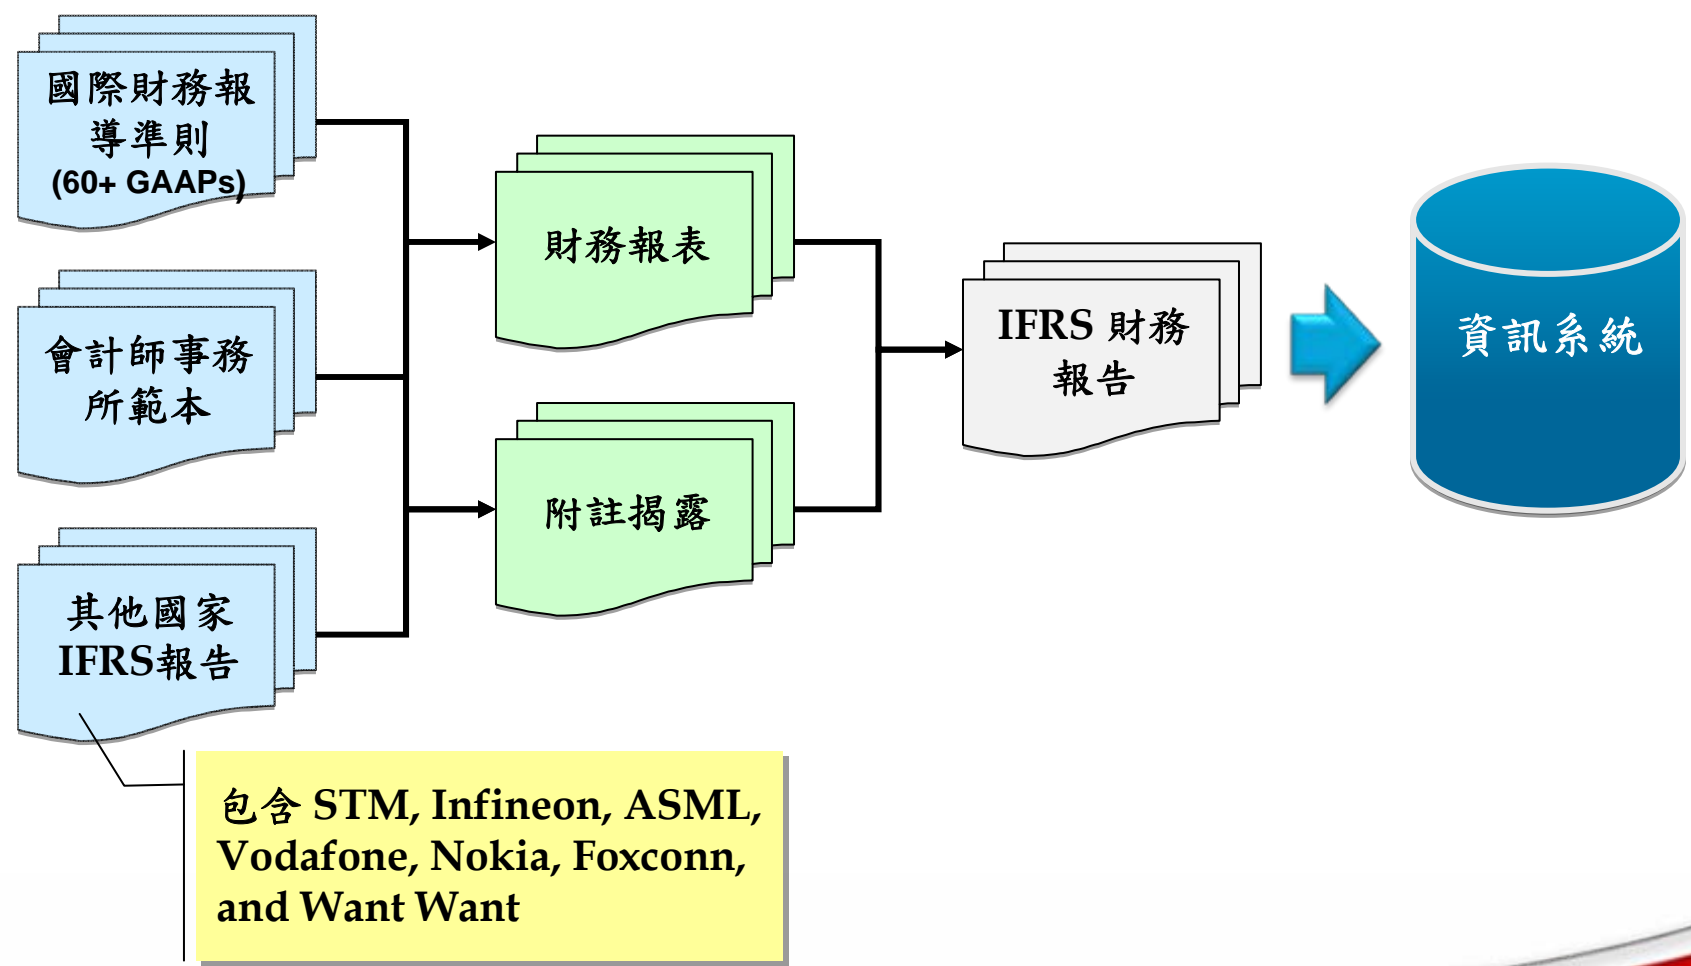 國際財務報
導準則
(60+ GAAPs)
會計師事務
所範本
其他國家
IFRS報告
財務報表
附註揭露
IFRS 財務
報告
資訊系統
包含 STM, Infineon, ASML,
Vodafone, Nokia, Foxconn,
and Want Want